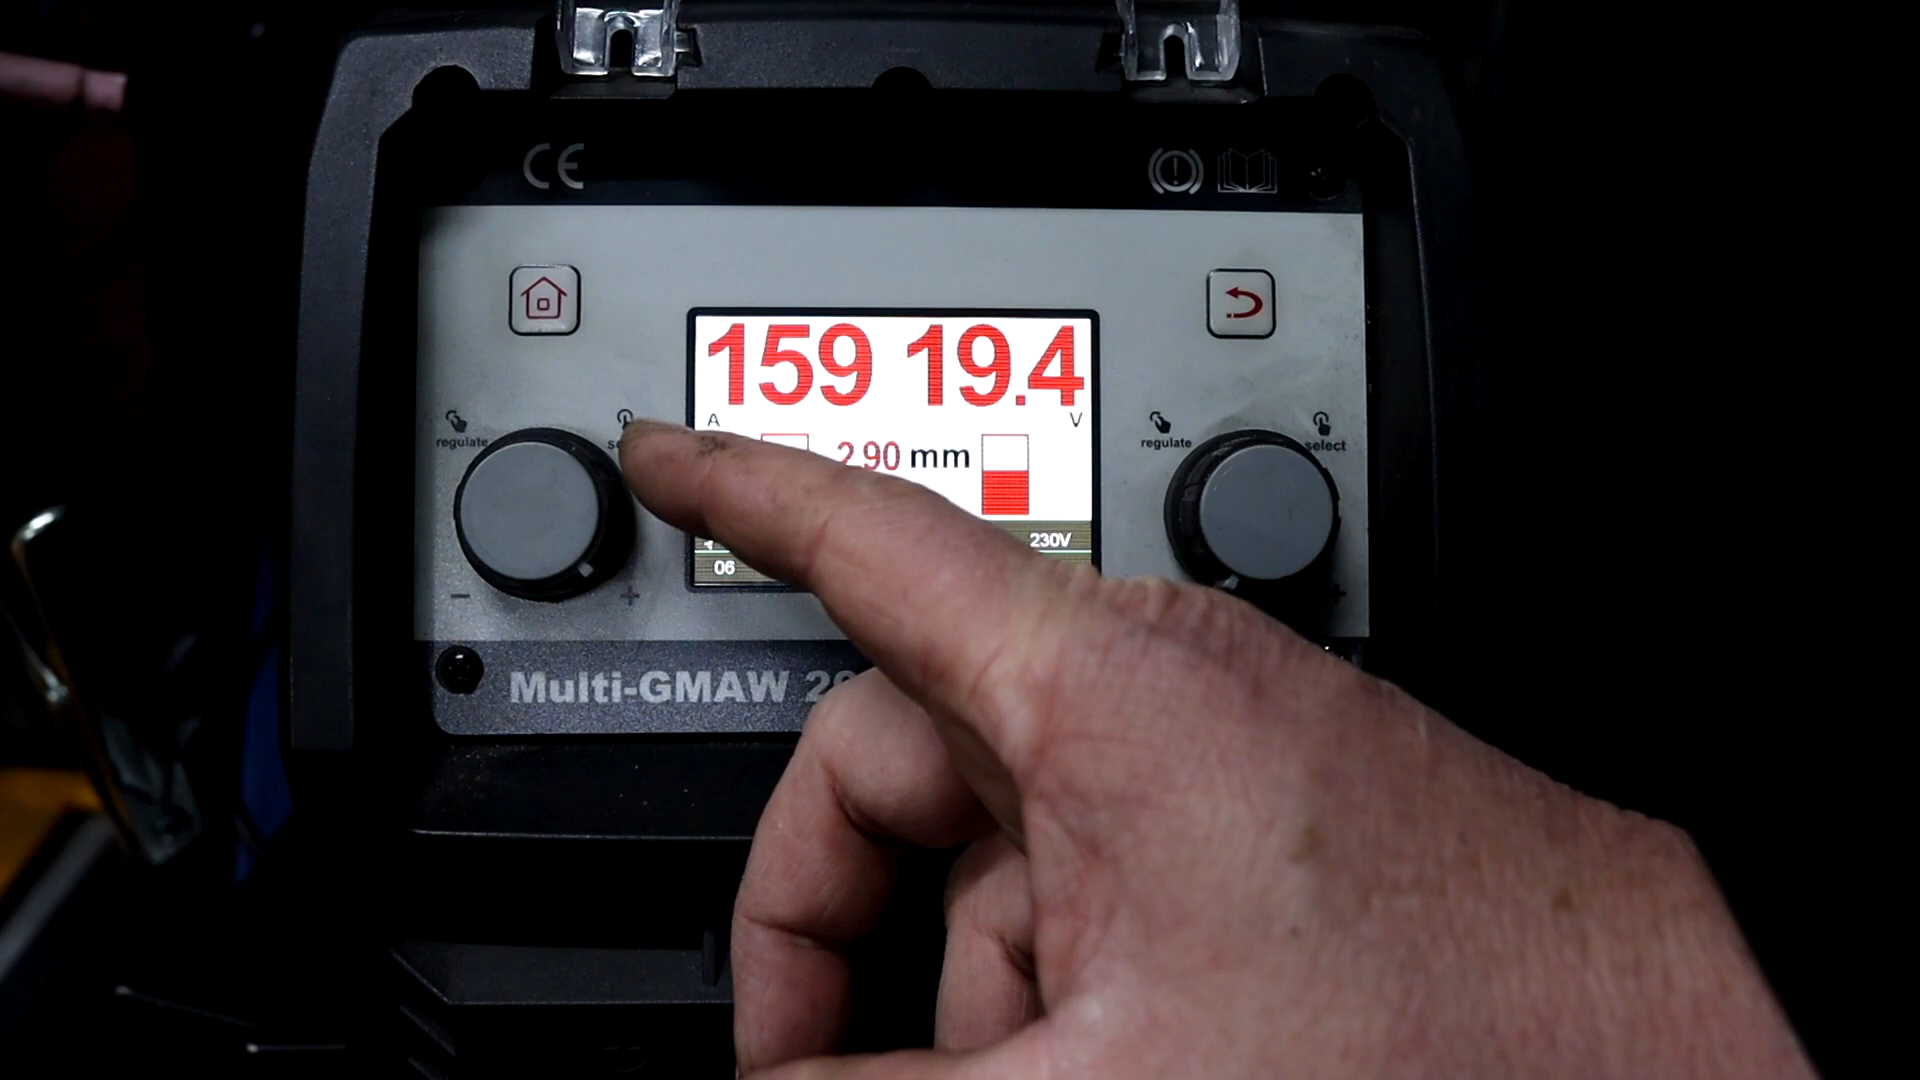 CE
159 19.4
A V
regulate
regulate select
2.90 mm
230V
06
Multi-GMAW